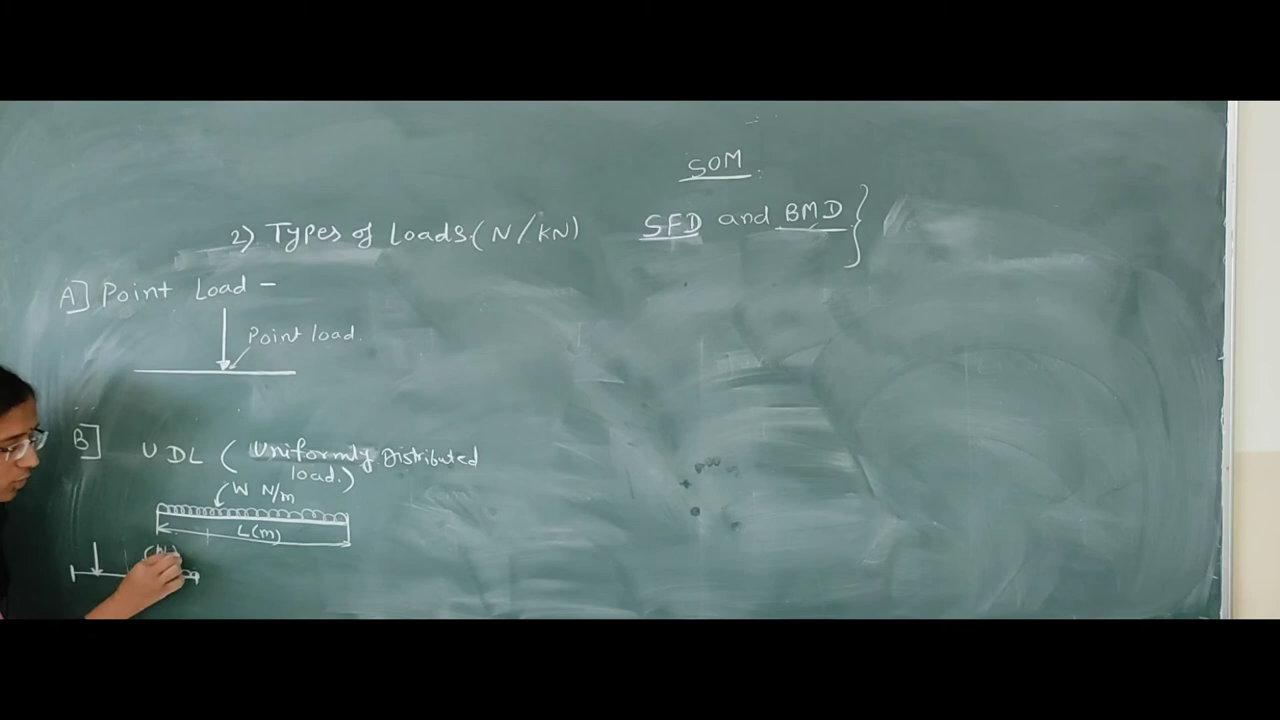 SOM
SFD and BMD }
2) Types of Loads (N/KN)
A] Point Load -
Point load.
B] UDL (Uniformly Distributed
load.)
W N/m
L(m)